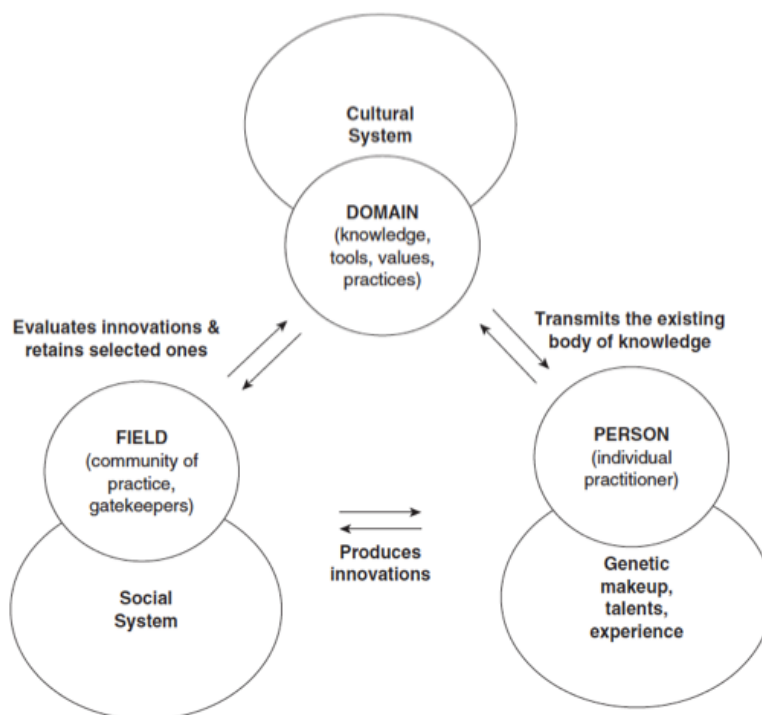 Cultural
System
DOMAIN
(knowledge,
tools, values,
practices)
Evaluates innovations &
retains selected ones
Transmits the existing
body of knowledge
FIELD
(community of
practice,
gatekeepers)
PERSON
(individual
practitioner)
Produces
innovations
Social
System
Genetic
makeup,
talents,
experience